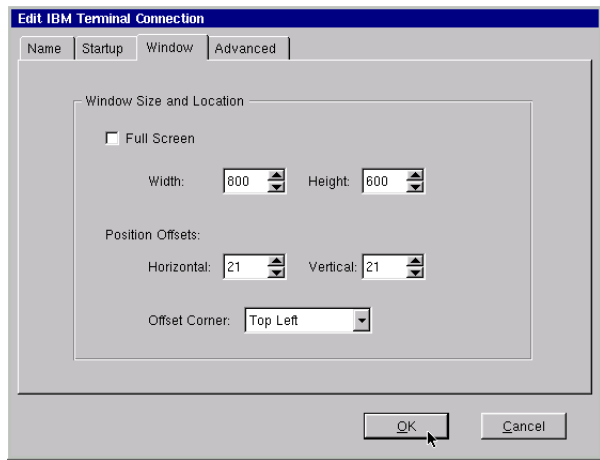 Edit IBM Terminal Connection
Name Startup Window Advanced
Window Size and Location
Full Screen
Width: 800 Height: 600
Position Offsets:
Horizontal: 21 Vertical: 21
Offset Corner: Top Left
OK Cancel